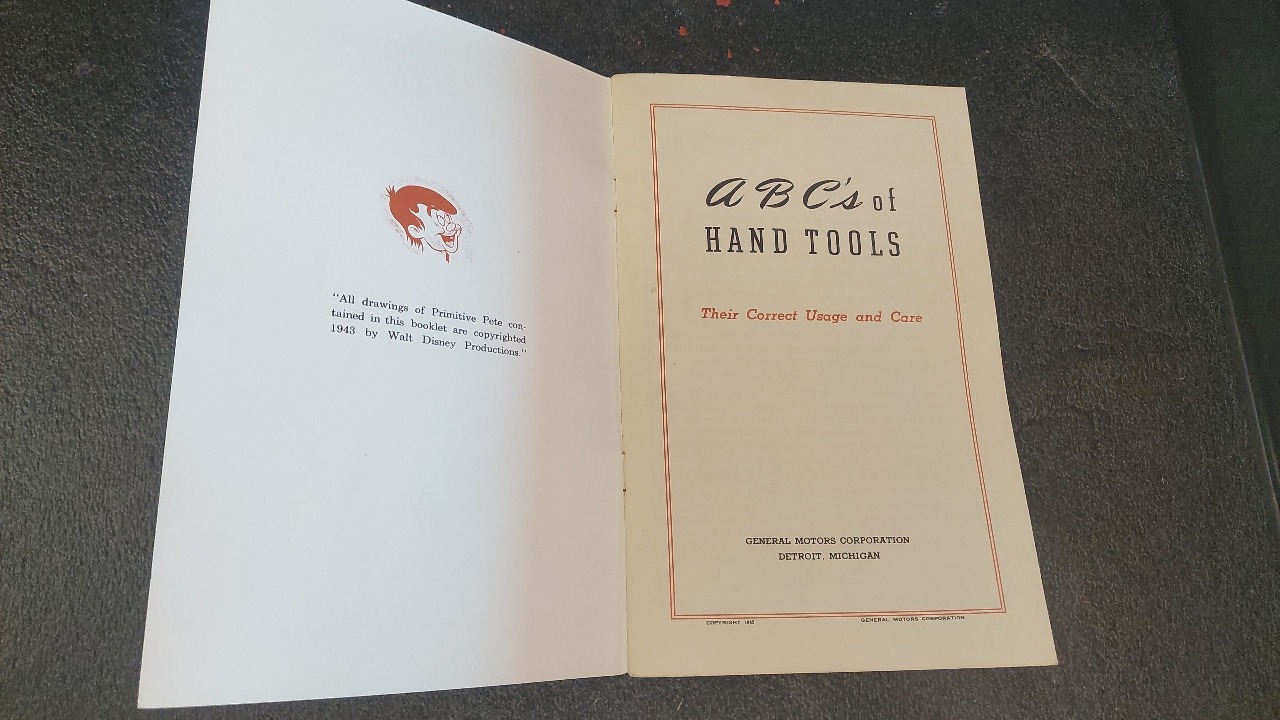 "All drawings of Primitive Pete con-
tained in this booklet are copyrighted
1943 by Walt Disney Productions."
ABC's of
HAND TOOLS
Their Correct Usage and Care
GENERAL MOTORS CORPORATION
DETROIT, MICHIGAN
COPYRIGHT
GENERAL MOTORS CORPORATION